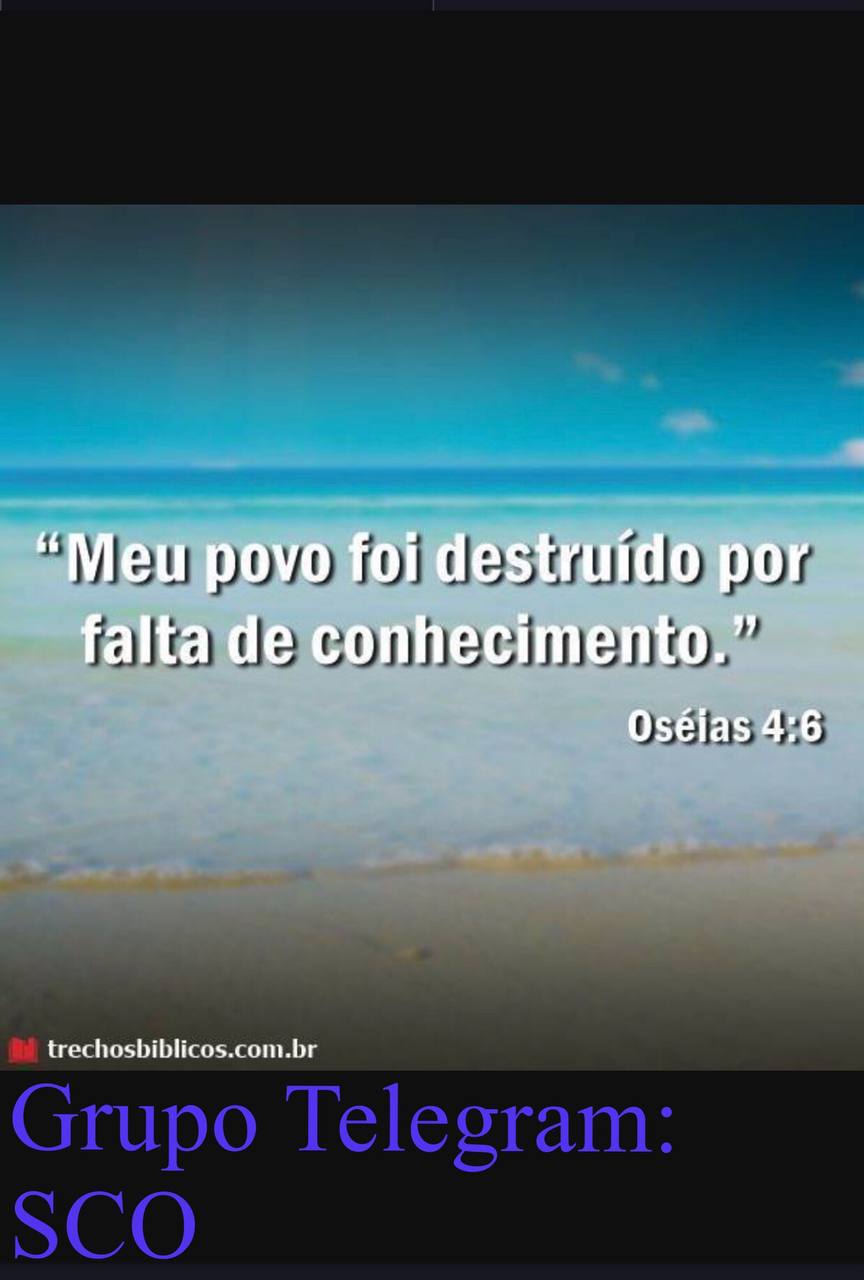 “Meu povo foi destruído por
falta de conhecimento.”
Oséias 4:6
trechosbiblicos.com.br
Grupo Telegram:
SCO